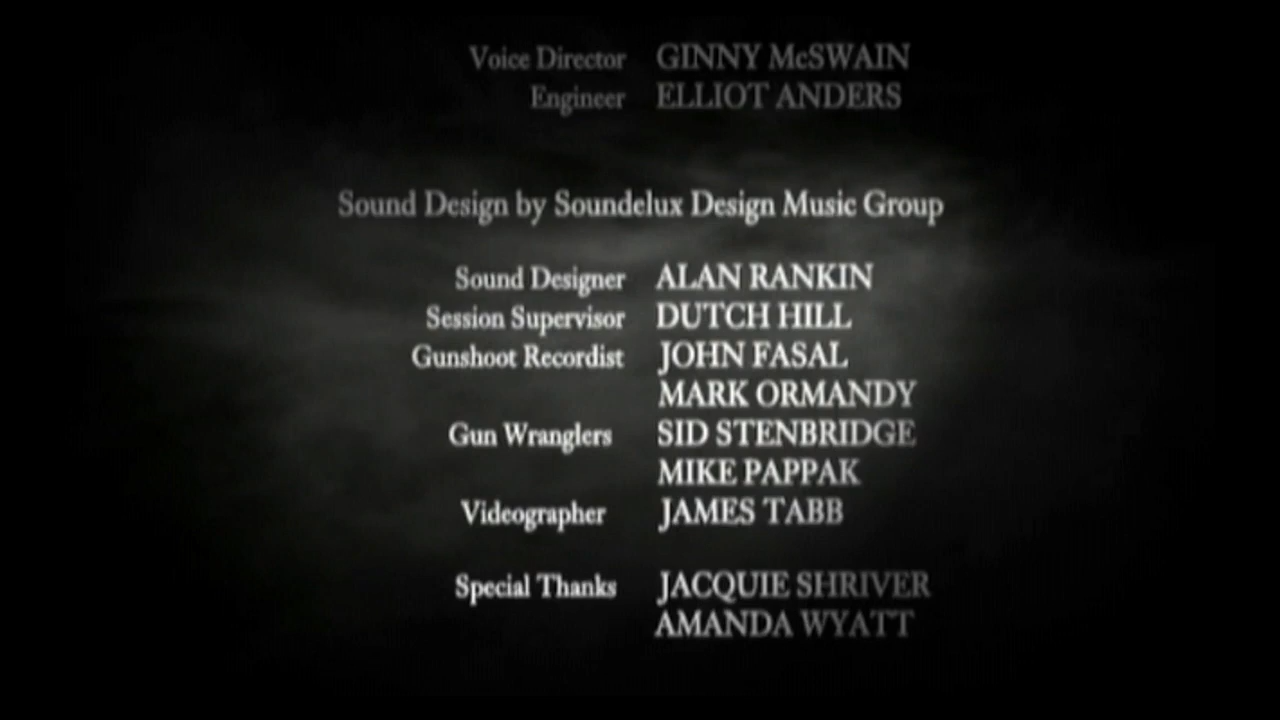 Voice Director GINNY McSWAIN
Engineer ELLIOT ANDERS
Sound Design by Soundelux Design Music Group
Sound Designer ALAN RANKIN
Session Supervisor DUTCH HILL
Gunshoot Recordist JOHN FASAL
MARK ORMANDY
Gun Wranglers SID STENBRIDGE
MIKE PAPPAK
Videographer JAMES TABB
Special Thanks JACQUIE SHRIVER
AMANDA WYATT